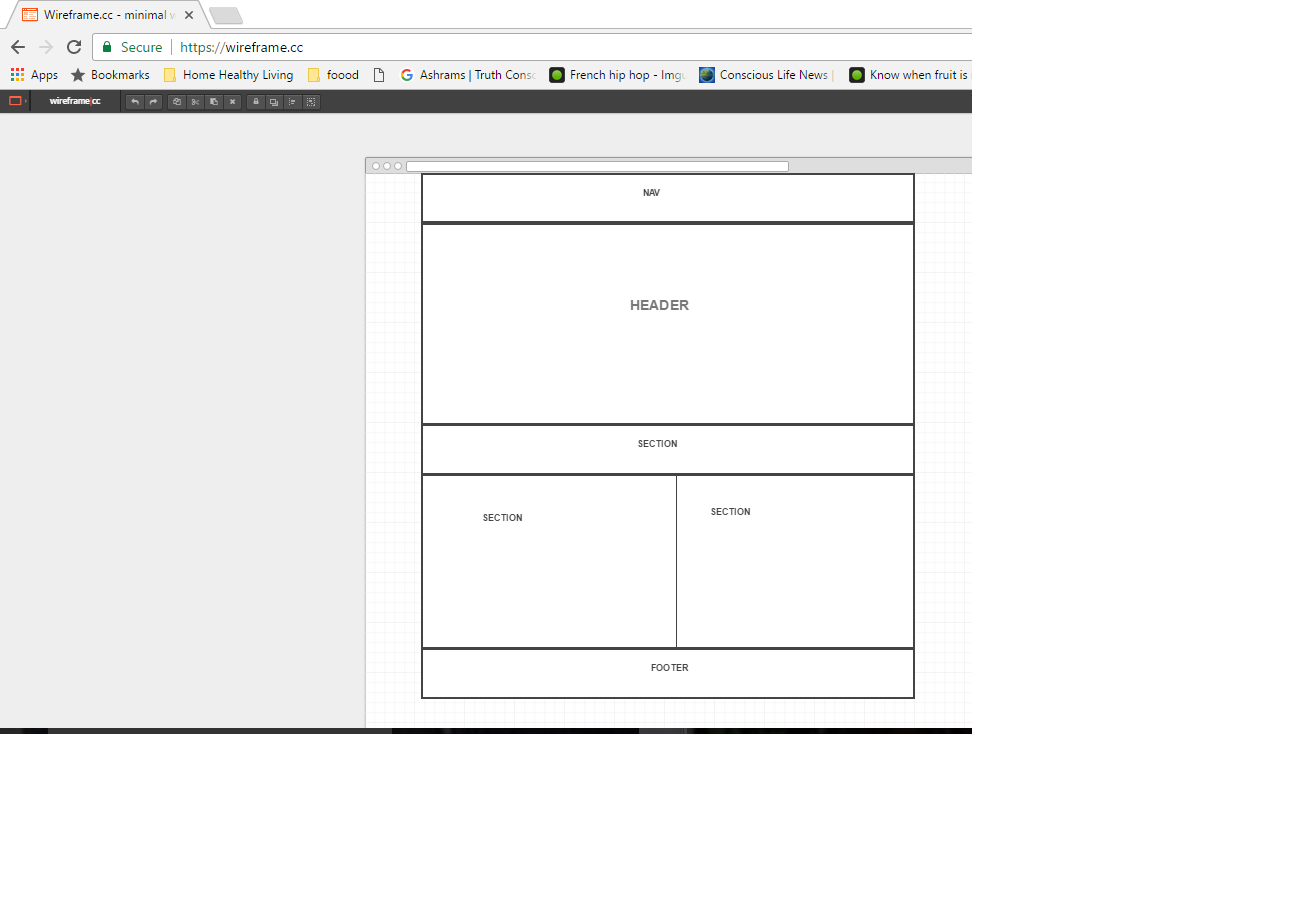 Wireframe.cc - minimal w
Secure https://wireframe.cc
Apps Bookmarks Home Healthy Living foood Ashrams | Truth Consc French hip hop - Imgu Conscious Life News | Know when fruit is
wireframe|cc
NAV
HEADER
SECTION
SECTION SECTION
FOOTER